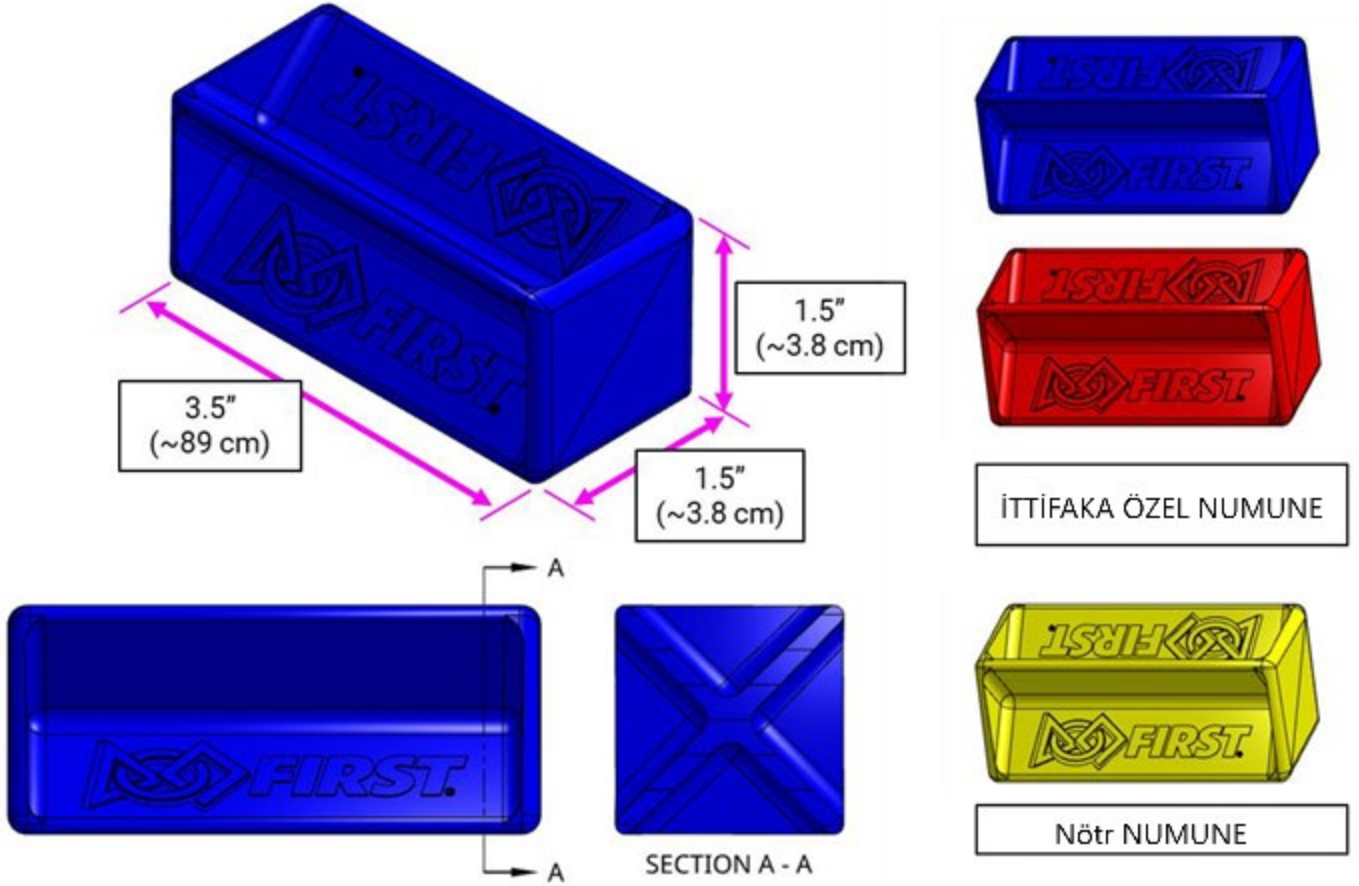 FIRST
FIRST
1.5”
(~3.8 cm)
3.5”
(~89 cm)
1.5”
(~3.8 cm)
A
FIRST
A
SECTION A - A
FIRST
FIRST
FIRST
FIRST
İTTİFAKA ÖZEL NUMUNE
FIRST
FIRST
Nötr NUMUNE